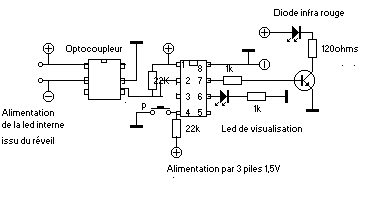 Diode infra rouge
Optocoupleur
120ohms
22K
1 8
2 7
3 6
4 5
1k
1k
P
22k
Led de visualisation
Alimentation
de la led interne
issu du réveil
Alimentation par 3 piles 1,5V